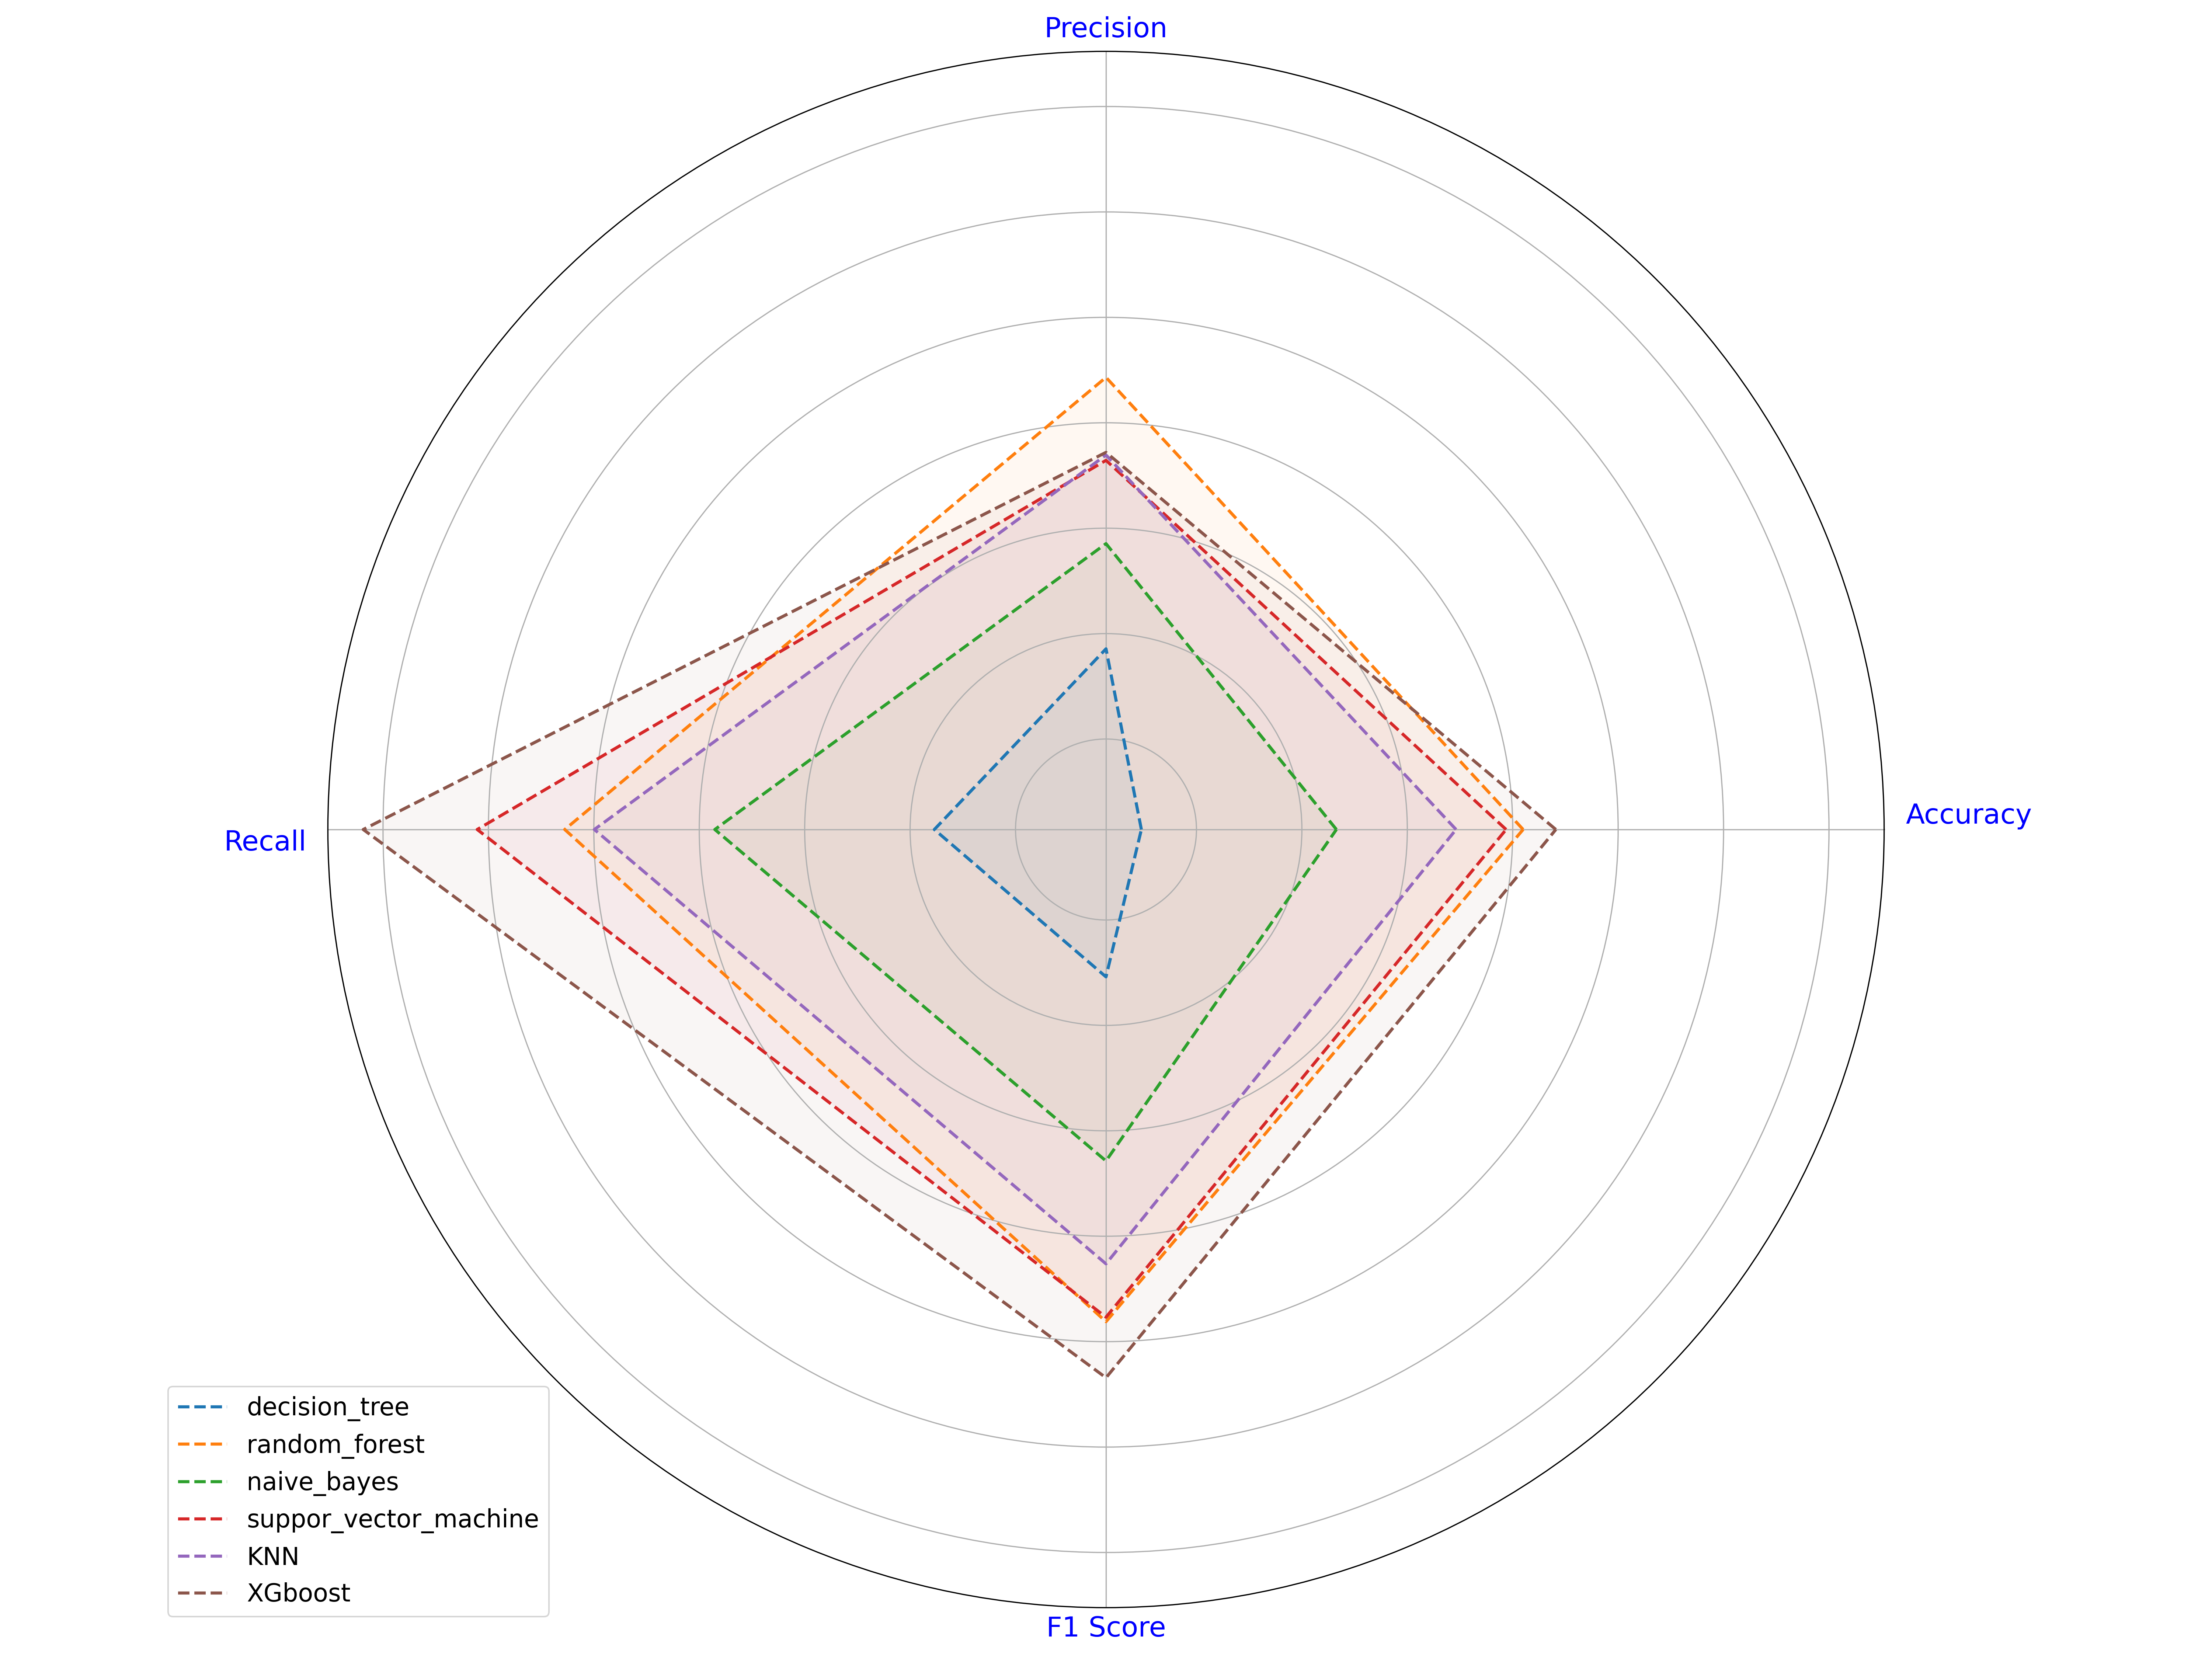 Precision
Accuracy
Recall
F1 Score
decision_tree
random_forest
naive_bayes
suppor_vector_machine
KNN
XGboost